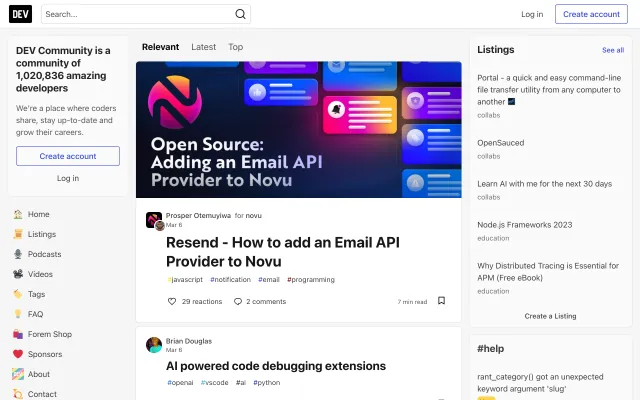 DEV
Search...
Log in
Create account
DEV Community is a
community of
1,020,836 amazing
developers
We're a place where coders
share, stay up-to-date and
grow their careers.
Create account
Log in
Home
Listings
Podcasts
Videos
Tags
FAQ
Forem Shop
Sponsors
About
Contact
Relevant
Latest
Top
Open Source:
Adding an Email API
Provider to Novu
Prosper Otemuyiwa for novu
Mar 6
Resend - How to add an Email API
Provider to Novu
#javascript #notification #email #programming
29 reactions
2 comments
7 min read
Brian Douglas
Mar 6
AI powered code debugging extensions
#openai #vscode #ai #python
Listings
See all
Portal - a quick and easy command-line
file transfer utility from any computer to
another
collabs
OpenSauced
collabs
Learn AI with me for the next 30 days
collabs
Node.js Frameworks 2023
education
Why Distributed Tracing is Essential for
APM (Free eBook)
education
Create a Listing
#help
rant_category() got an unexpected
keyword argument 'slug'